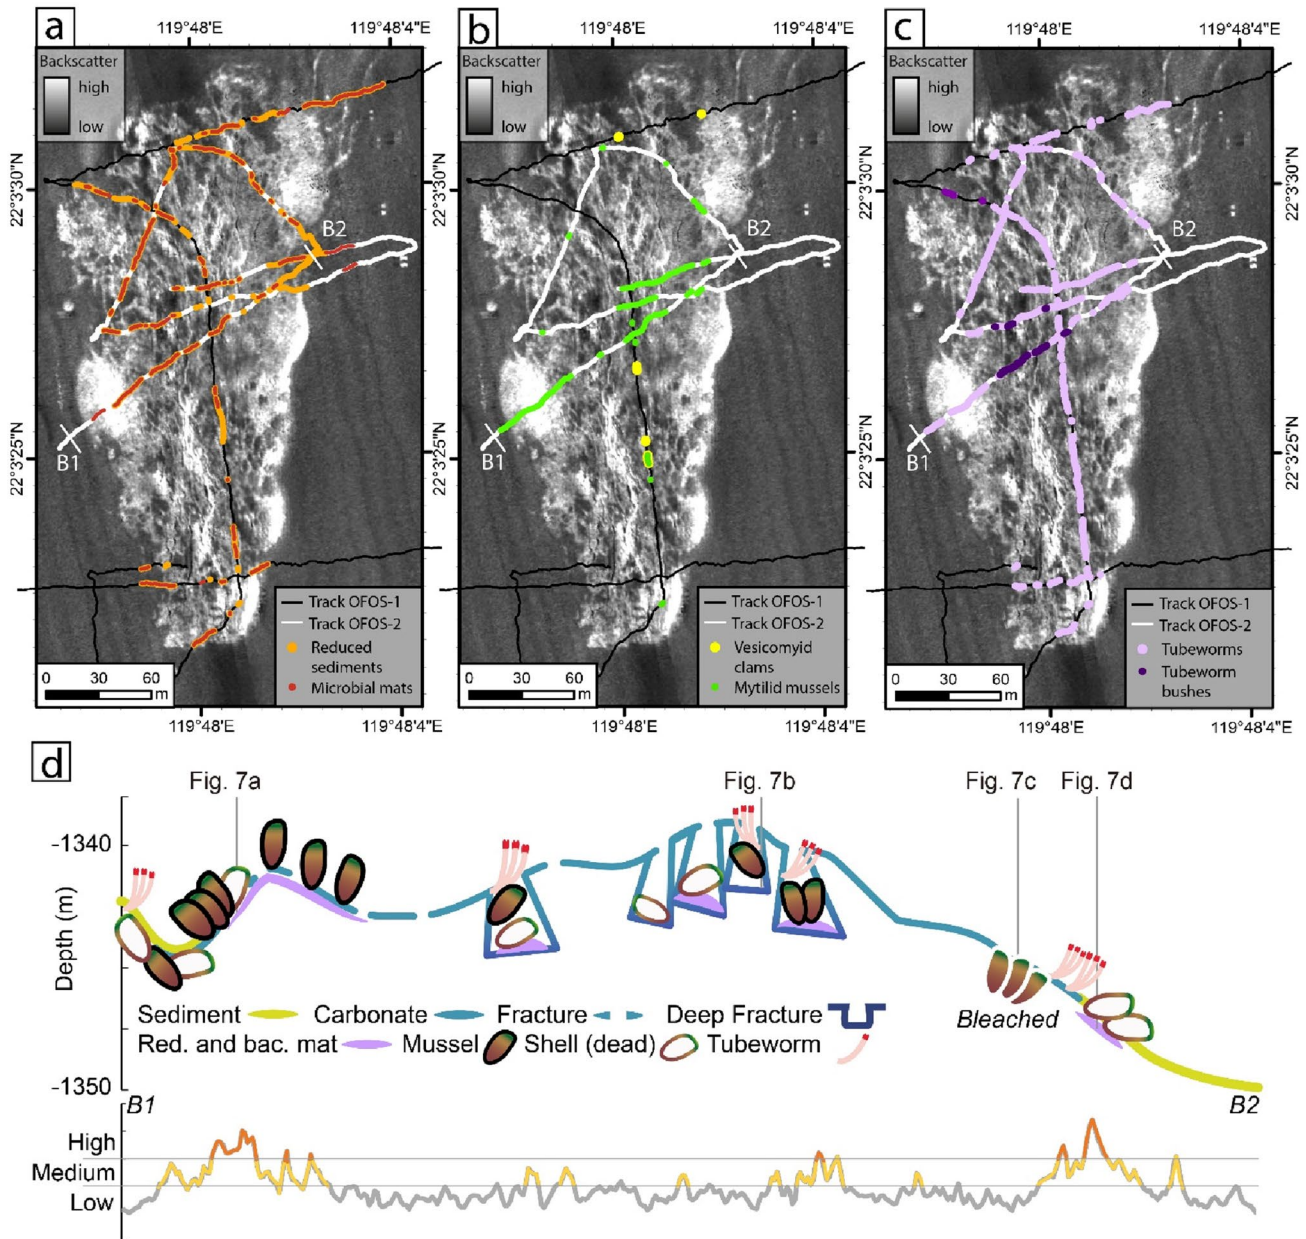 a
119°48'E
119°48'4"E
Backscatter
high
low
B2
B1
22°3'30"N
22°3'25"N
Track OFOS-1
Track OFOS-2
Reduced
sediments
Microbial mats
0
30
60
m
119°48'E
119°48'4"E
b
119°48'E
119°48'4"E
Backscatter
high
low
B2
B1
22°3'30"N
22°3'25"N
Track OFOS-1
Track OFOS-2
Vesicomyid
clams
Mytilid mussels
0
30
60
m
119°48'E
119°48'4"E
c
119°48'E
119°48'4"E
Backscatter
high
low
B2
B1
22°3'30"N
22°3'25"N
Track OFOS-1
Track OFOS-2
Tubeworms
Tubeworm
bushes
0
30
60
m
119°48'E
119°48'4"E
d
Fig. 7a
Fig. 7b
Fig. 7c
Fig. 7d
-1340
Depth (m)
Bleached
Sediment Carbonate Fracture Deep Fracture
Red. and bac. mat Mussel Shell (dead) Tubeworm
-1350
B1
B2
High
Medium
Low